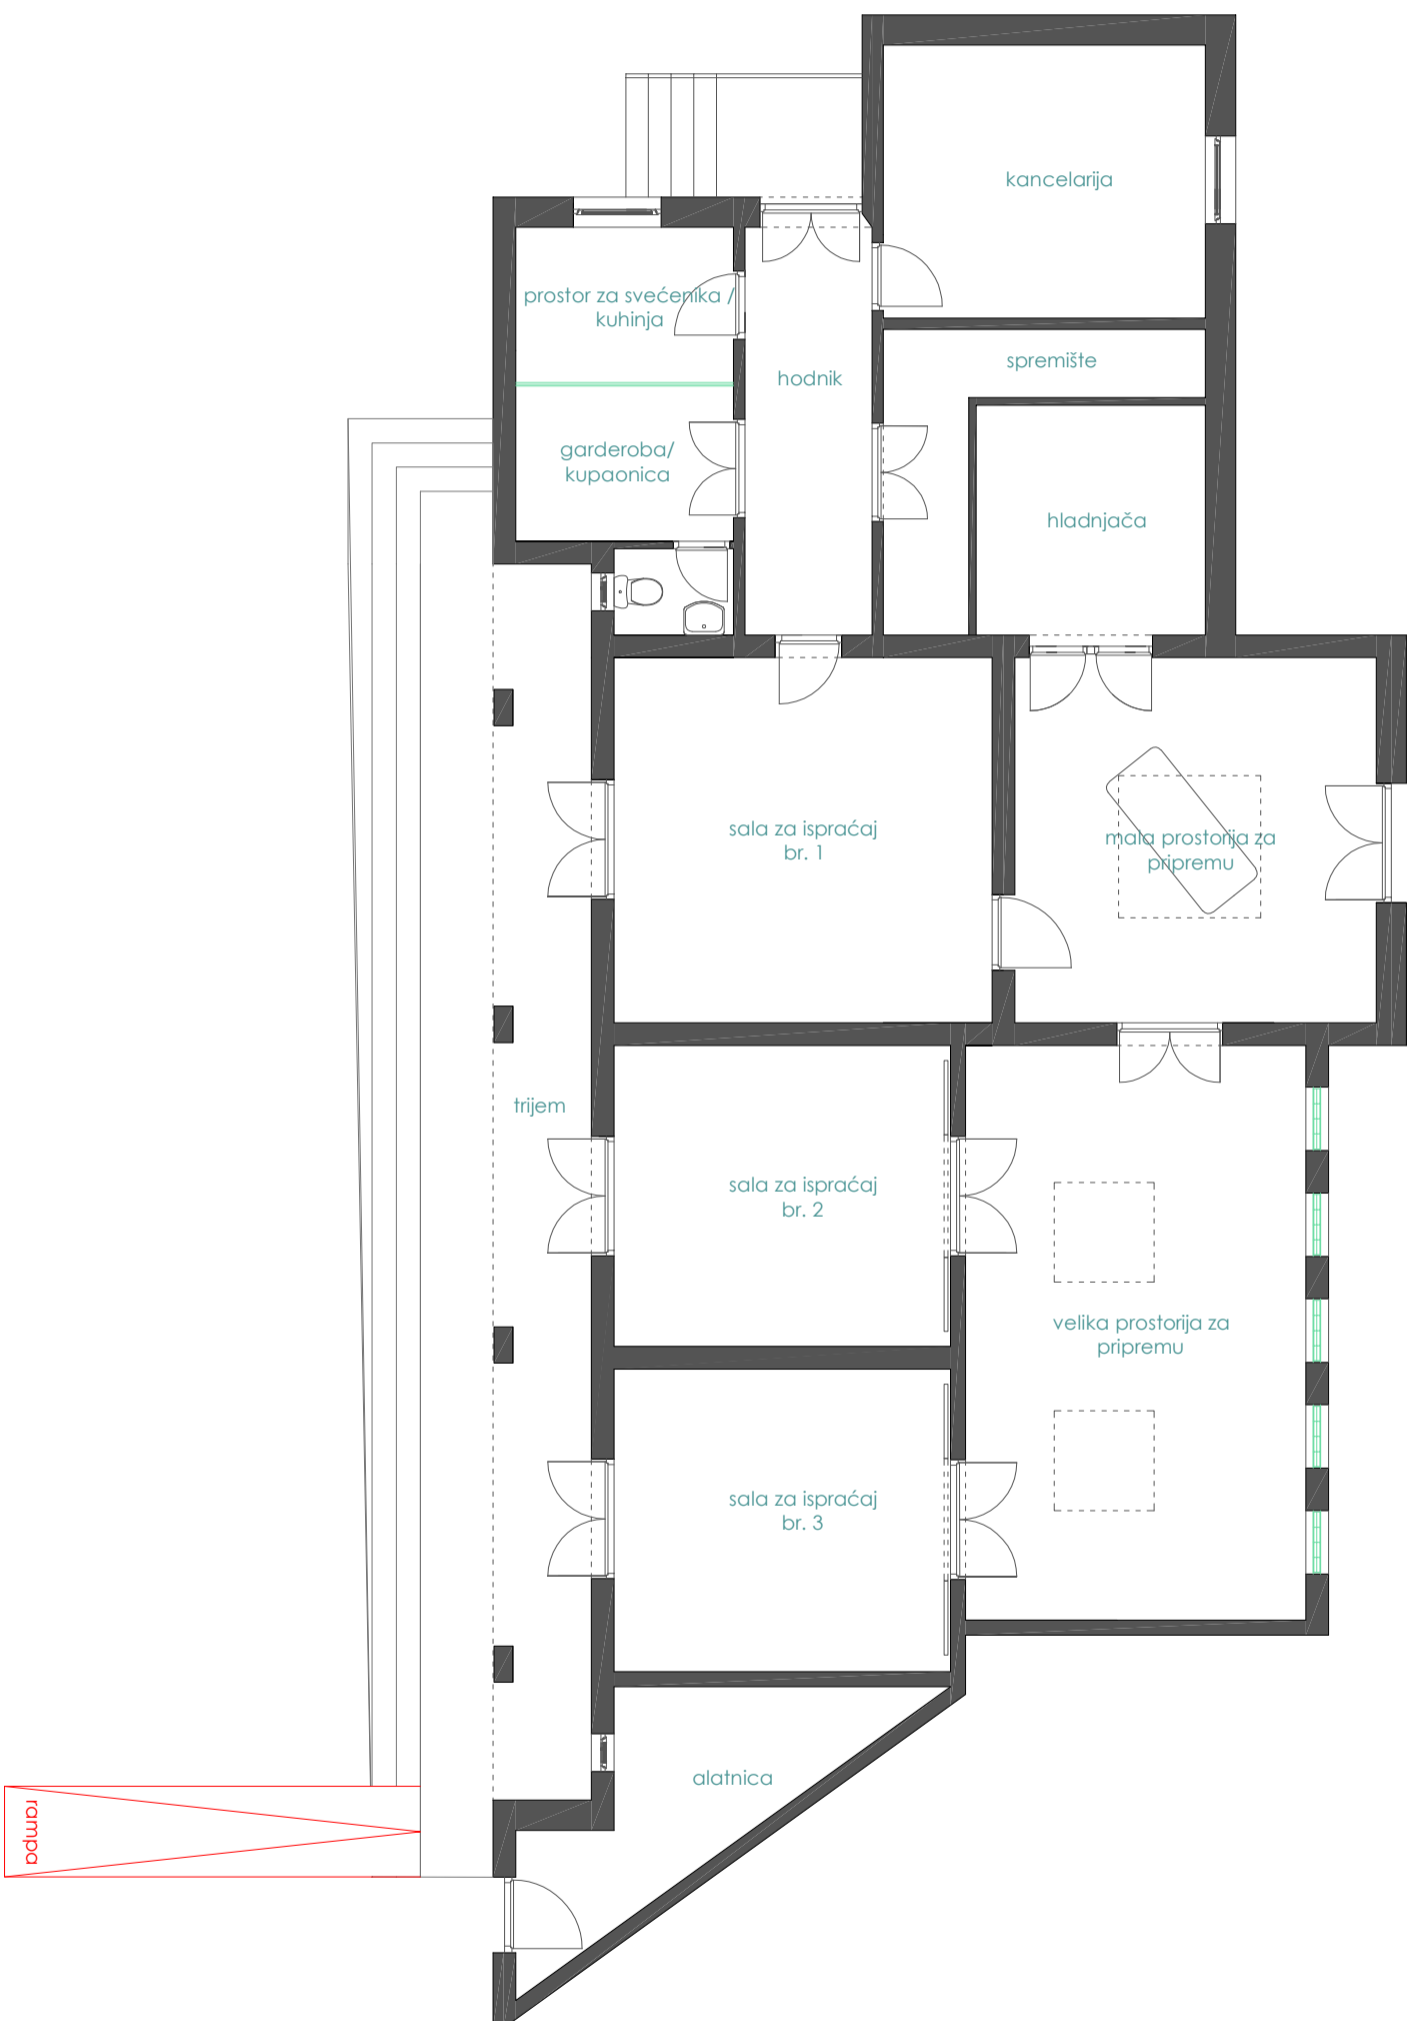 kancelarija
prostor za svećenika /
kuhinja
spremište
hodnik
garderoba/
kupaonica
hladnjača
sala za ispraćaj
br. 1
mala prostorija za
pripremu
trijem
sala za ispraćaj
br. 2
velika prostorija za
pripremu
sala za ispraćaj
br. 3
alatnica
rampa